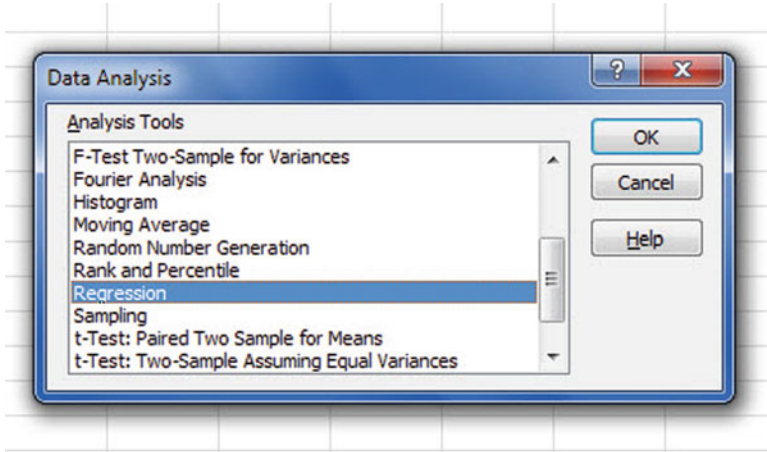 Data Analysis
?
X
Analysis Tools
F-Test Two-Sample for Variances
Fourier Analysis
Histogram
Moving Average
Random Number Generation
Rank and Percentile
Regression
Sampling
t-Test: Paired Two Sample for Means
t-Test: Two-Sample Assuming Equal Variances
OK
Cancel
Help